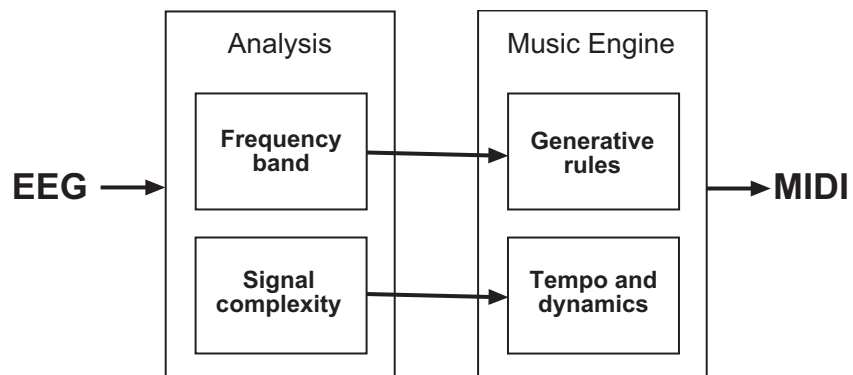 Analysis
Music Engine
Frequency
band
Generative
rules
EEG
MIDI
Signal
complexity
Tempo and
dynamics